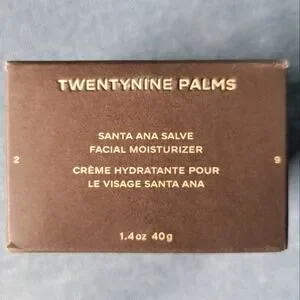 TWENTYNINE PALMS
SANTA ANA SALVE
FACIAL MOISTURIZER
2
9
CRÈME HYDRATANTE POUR
LE VISAGE SANTA ANA
1.4 oz 40 g